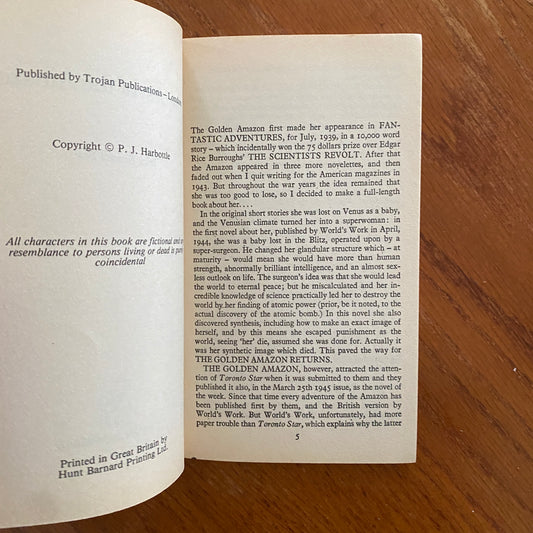 Published by Trojan Publications – London
Copyright © P. J. Harbottle
All characters in this book are fictional and
resemblance to persons living or dead is
coincidental
Printed in Great Britain by
Hunt Barnard Printing Ltd.
The Golden Amazon first made her appearance in FAN-
TASTIC ADVENTURES, for July, 1939, in a 10,000 word
story – which incidentally won the 75 dollars prize over Edgar
Rice Burroughs' THE SCIENTISTS REVOLT. After that
the Amazon appeared in three more novelettes, and then
faded out when I quit writing for the American magazines in
1943. But throughout the war years the idea remained that
she was too good to lose, so I decided to make a full-length
book about her. . . .
In the original short stories she was lost on Venus as a baby,
and the Venusian climate turned her into a superwoman: in
the first novel about her, published by World's Work in April,
1944, she was a baby lost in the Blitz, operated upon by a
super-surgeon. He changed her glandular structure which – at
maturity – would mean she would have more than human
strength, abnormally brilliant intelligence, and an almost sex-
less outlook on life. The surgeon's idea was that she would lead
the world to eternal peace; but he miscalculated and her in-
credible knowledge of science practically led her to destroy the
world by her finding of atomic power (prior, be it noted, to the
actual discovery of the atomic bomb.) In this novel she also
discovered synthesis, including how to make an exact image of
herself, and by this means she escaped punishment as the
world, seeing 'her' die, assumed she was done for. Actually it
was her synthetic image which died. This paved the way for
THE GOLDEN AMAZON RETURNS.
THE GOLDEN AMAZON, however, attracted the atten-
tion of Toronto Star when it was submitted to them and they
published it also, in the March 25th 1945 issue, as the novel of
the week. Since that time every adventure of the Amazon has
been published first by them, and the British version by
World's Work. But World's Work, unfortunately, had more
paper trouble than Toronto Star, which explains why the latter
5